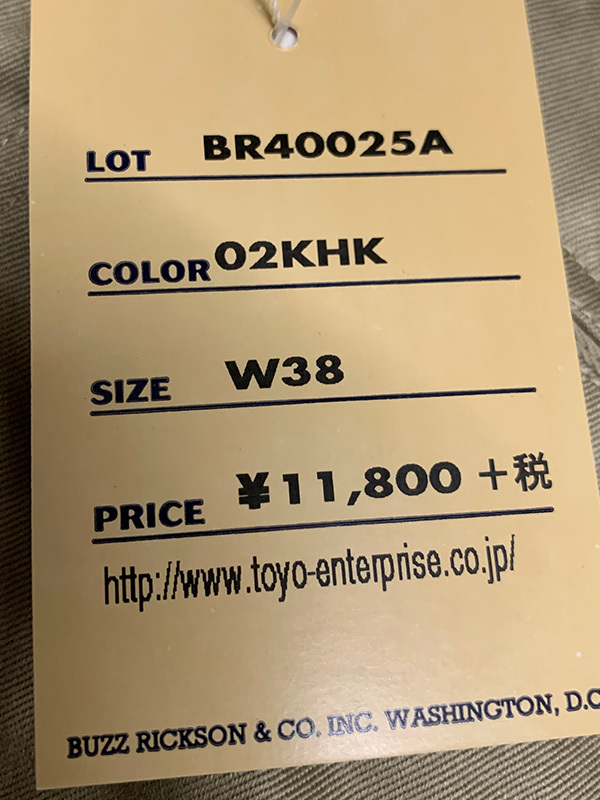 LOT BR40025A
COLOR 02KHK
SIZE W38
PRICE ¥11,800 +税
http://www.toyo-enterprise.co.jp/
BUZZ RICKSON & CO. INC. WASHINGTON, D.C